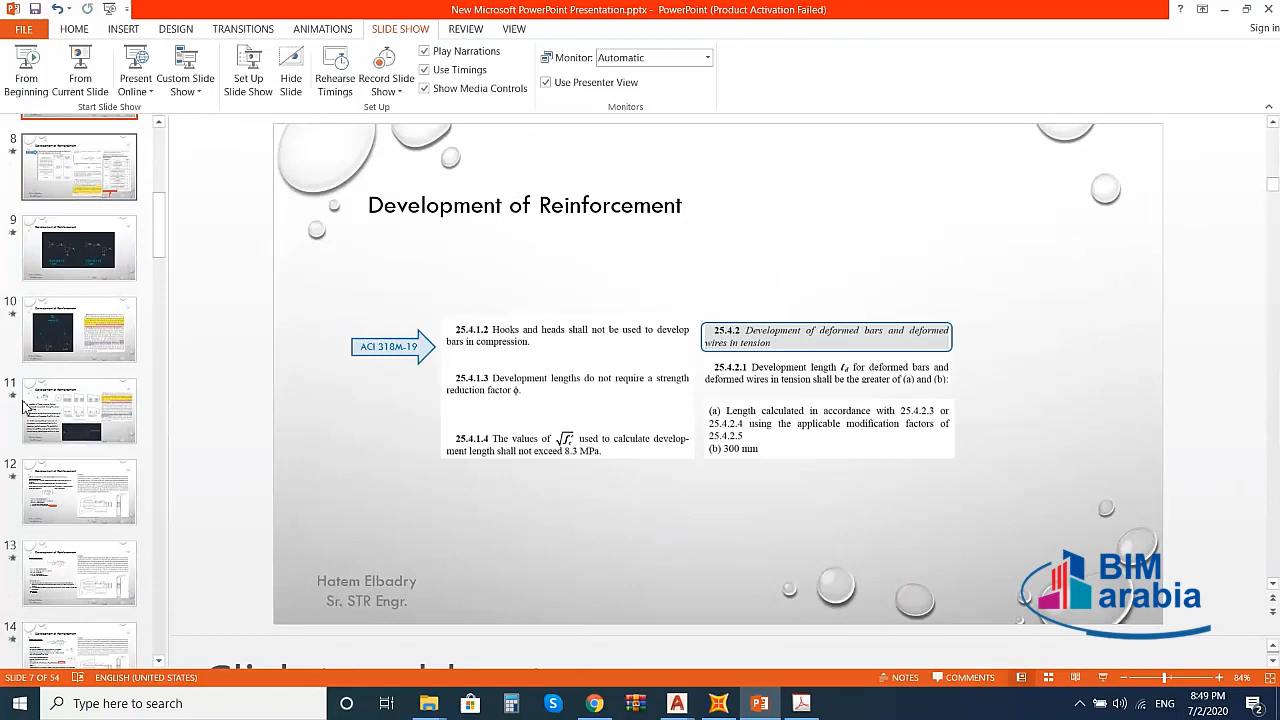 New Microsoft PowerPoint Presentation.pptx - PowerPoint (Product Activation Failed)
FILE HOME INSERT DESIGN TRANSITIONS ANIMATIONS SLIDE SHOW REVIEW VIEW
Sign in
From Beginning
From Current Slide
Present Online
Custom Slide Show
Start Slide Show
Set Up Slide Show
Hide Slide
Rehearse Timings
Record Slide Show
Play Narrations
Use Timings
Show Media Controls
Set Up
Monitor: Automatic
Use Presenter View
Monitors
8
9
10
11
12
13
14
Development of Reinforcement
ACI 318M-19
25.4.1.2 Hooks and heads shall not be used to develop
bars in compression.
25.4.1.3 Development lengths do not require a strength
reduction factor ϕ.
25.4.1.4 The values of √f′c used to calculate develop-
ment length shall not exceed 8.3 MPa.
25.4.2 Development of deformed bars and deformed
wires in tension
25.4.2.1 Development length ℓd for deformed bars and
deformed wires in tension shall be the greater of (a) and (b):
(a) Length calculated in accordance with 25.4.2.3 or
25.4.2.4 using the applicable modification factors of
25.4.2.5
(b) 300 mm
Hatem Elbadry
Sr. STR Engr.
BIM
arabia
SLIDE 7 OF 54 ENGLISH (UNITED STATES)
NOTES COMMENTS 84%
Type here to search
ENG
8:49 PM
7/2/2020
2